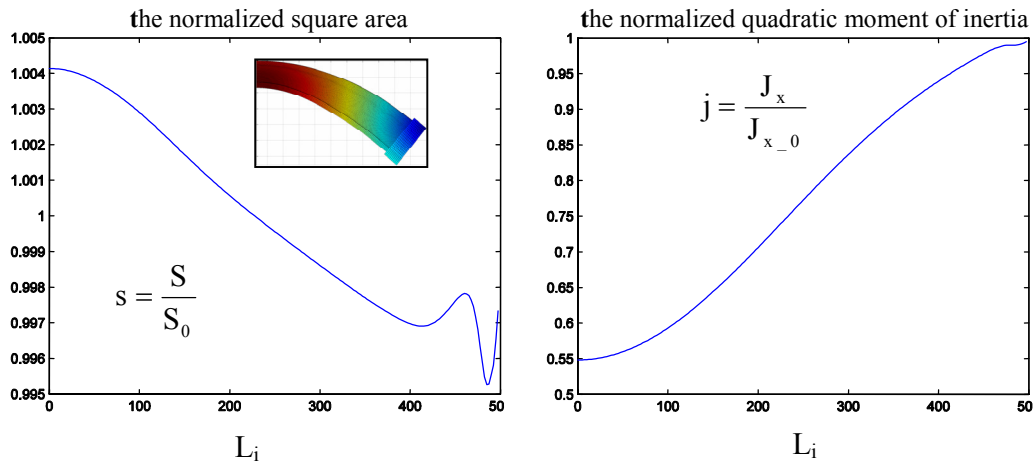 the normalized square area
1.005
1.004
1.003
1.002
1.001
1
0.999
0.998
0.997
0.996
0.995
s = S / S₀
0 100 200 300 400 50
Lᵢ
the normalized quadratic moment of inertia
1
0.95
0.9
0.85
0.8
0.75
0.7
0.65
0.6
0.55
0.5
j = Jₓ / Jₓ_₀
0 100 200 300 400 50
Lᵢ